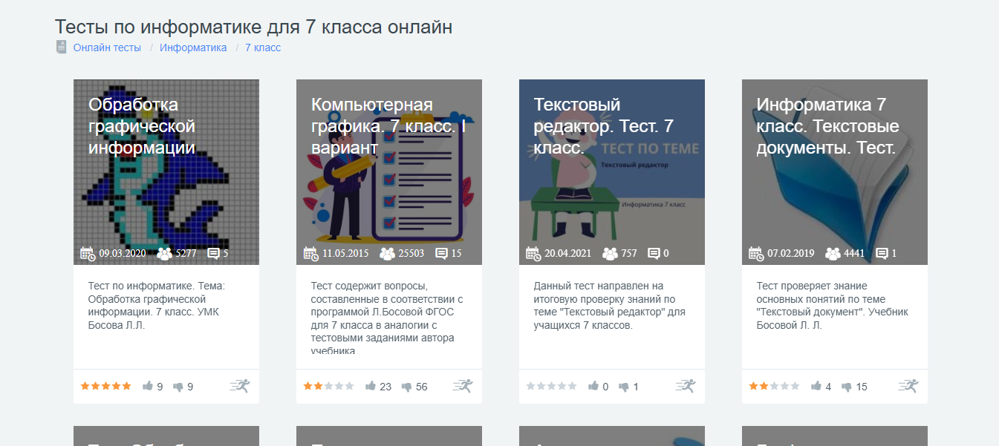 Тесты по информатике для 7 класса онлайн
Онлайн тесты / Информатика / 7 класс
Обработка
графической
информации
09.03.2020 5277 5
Тест по информатике. Тема:
Обработка графической
информации. 7 класс. УМК
Босова Л.Л.
9 9
Компьютерная
графика. 7 класс. I
вариант
11.05.2015 25503 15
Тест содержит вопросы,
составленные в соответствии с
программой Л.Босовой ФГОС
для 7 класса в аналогии с
тестовыми заданиями автора
учебника
23 56
Текстовый
редактор. Тест. 7
класс.
ТЕСТ ПО ТЕМЕ
Текстовый редактор
Информатика 7 класс
20.04.2021 757 0
Данный тест направлен на
итоговую проверку знаний по
теме "Текстовый редактор" для
учащихся 7 классов.
0 1
Информатика 7
класс. Текстовые
документы. Тест.
07.02.2019 4441 1
Тест проверяет знание
основных понятий по теме
"Текстовый документ". Учебник
Босовой Л. Л.
4 15